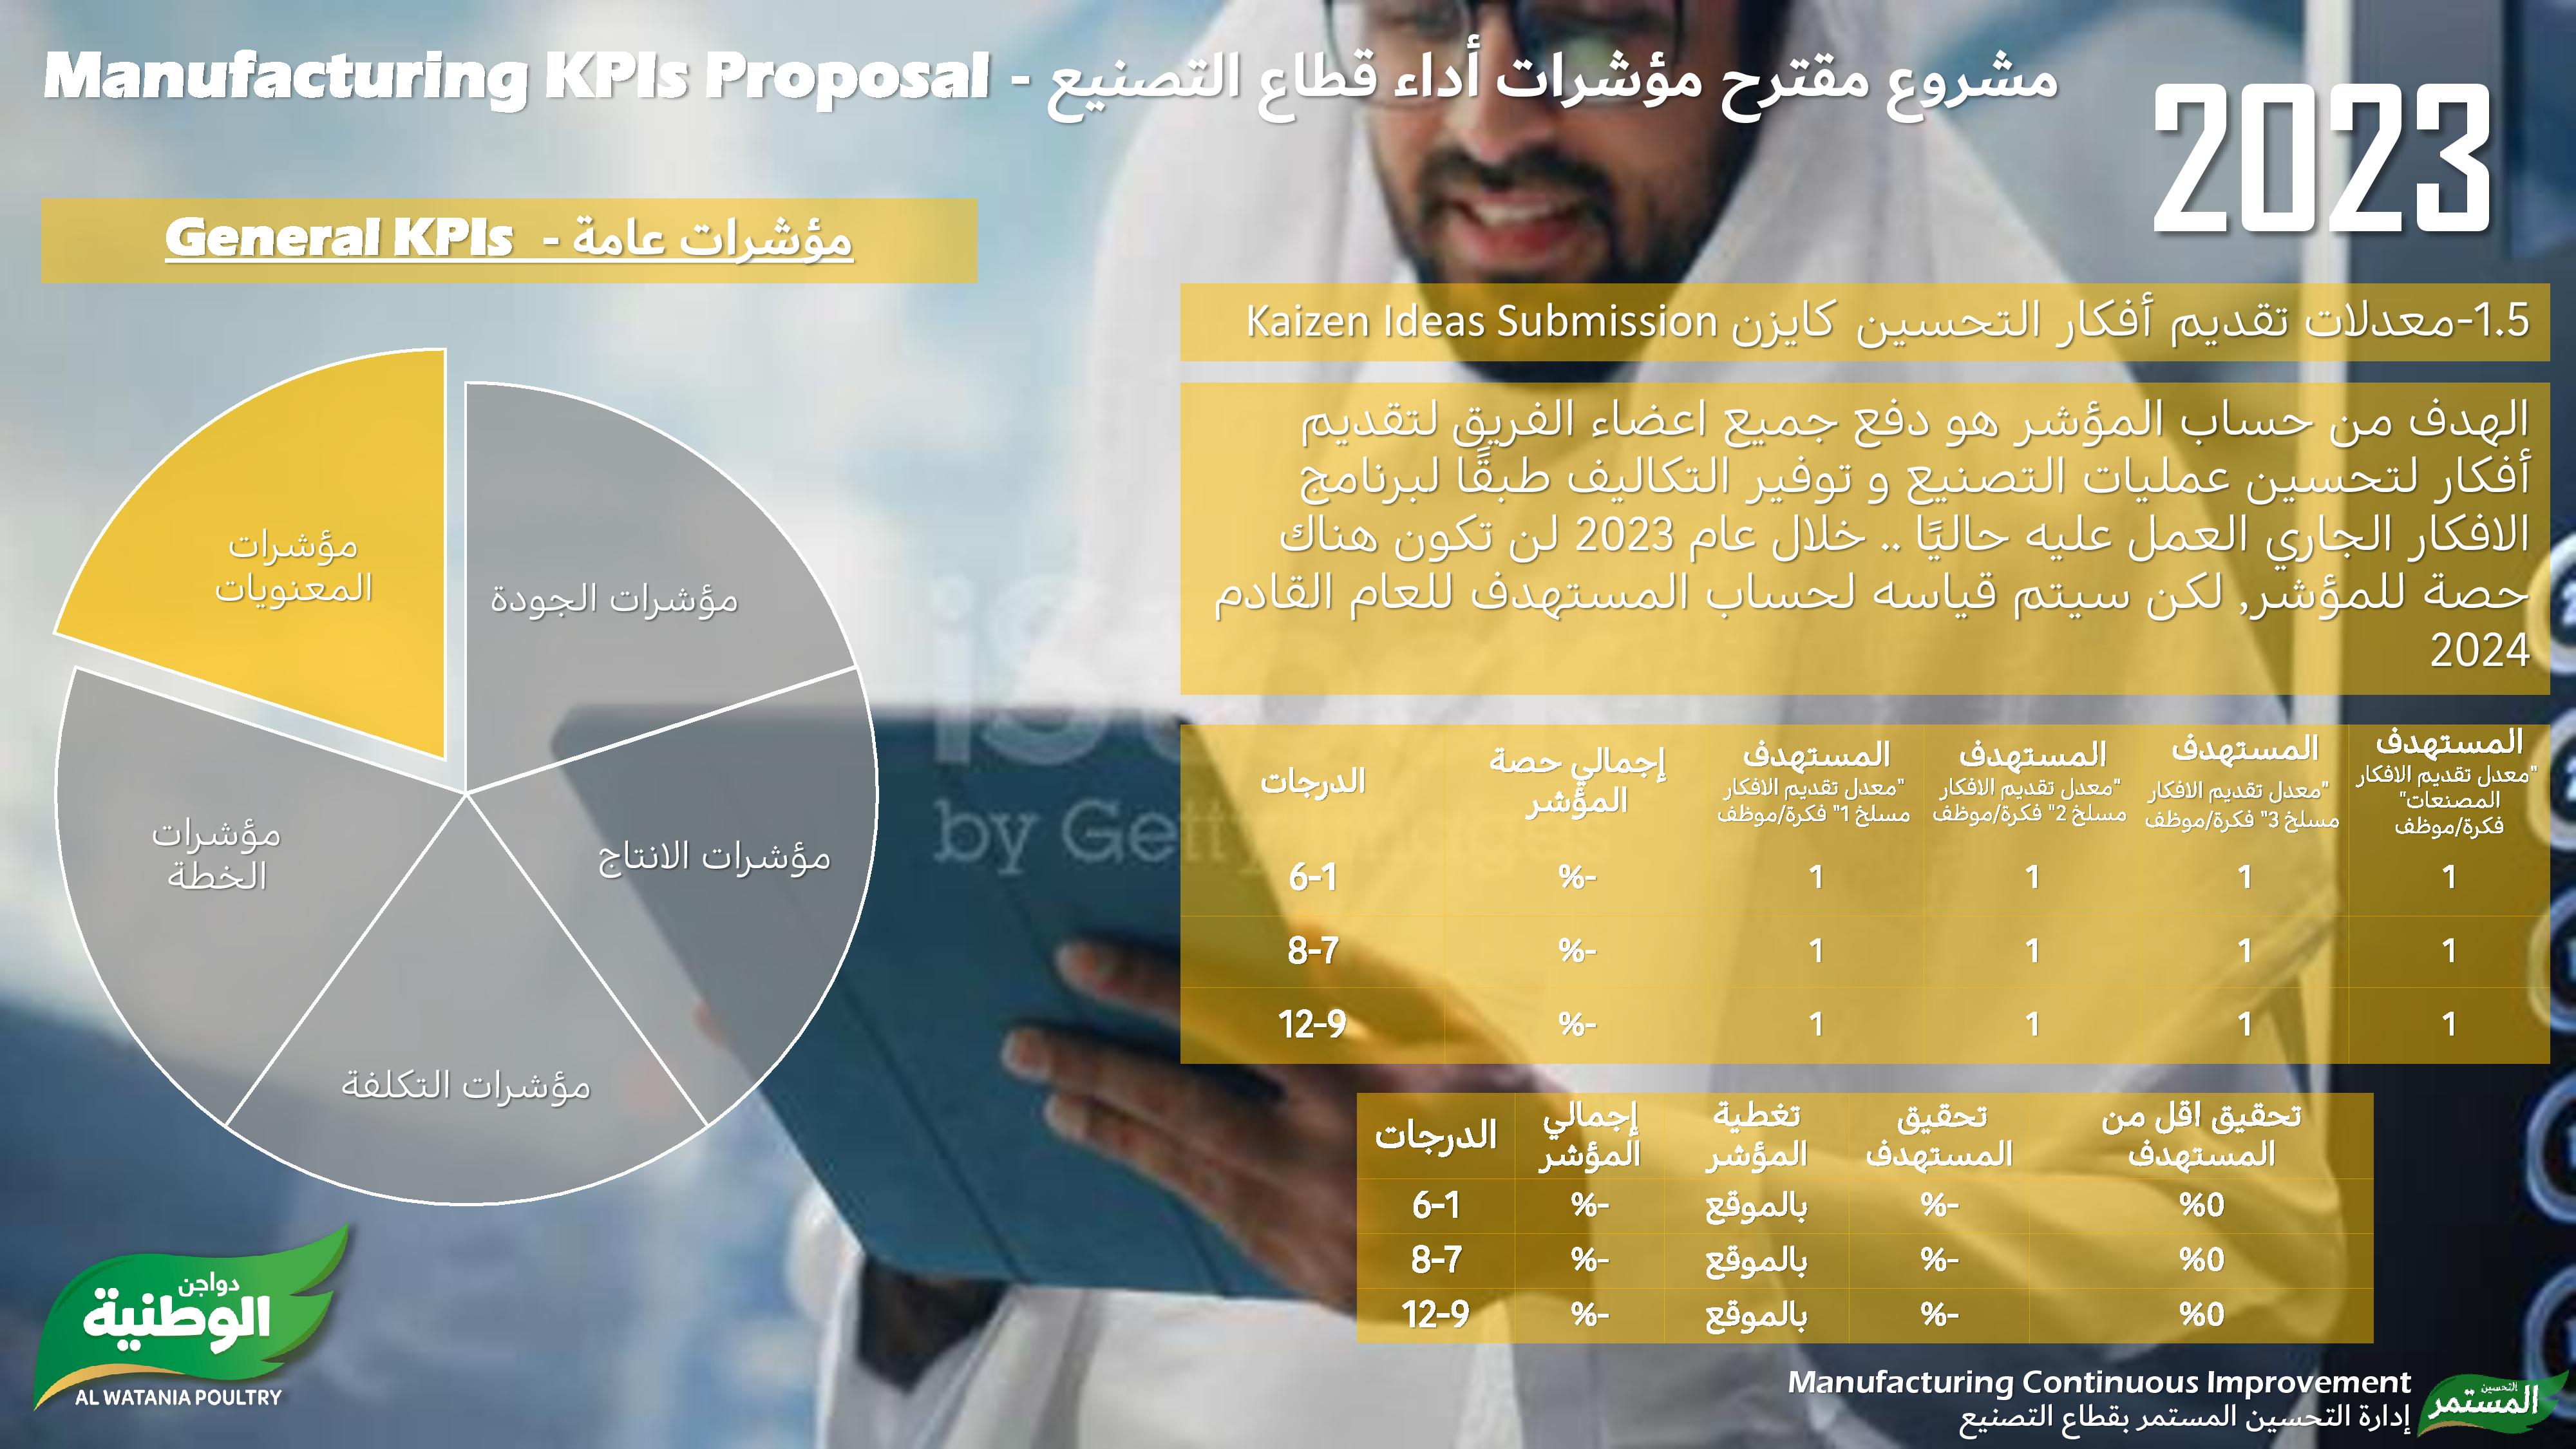 مشروع مقترح مؤشرات أداء قطاع التصنيع - Manufacturing KPIs Proposal
2023
مؤشرات عامة - General KPIs
1.5-معدلات تقديم أفكار التحسين كايزن Kaizen Ideas Submission
الهدف من حساب المؤشر هو دفع جميع اعضاء الفريق لتقديم
أفكار لتحسين عمليات التصنيع و توفير التكاليف طبقًا لبرنامج
الافكار الجاري العمل عليه حاليًا .. خلال عام 2023 لن تكون هناك
حصة للمؤشر, لكن سيتم قياسه لحساب المستهدف للعام القادم
2024
مؤشرات
المعنويات
مؤشرات الجودة
مؤشرات الانتاج
مؤشرات
الخطة
مؤشرات التكلفة
iSto
by Getty Images
المستهدف
"معدل تقديم الافكار
المصنعات"
فكرة/موظف
المستهدف
"معدل تقديم الافكار
مسلخ 3" فكرة/موظف
المستهدف
"معدل تقديم الافكار
مسلخ 2" فكرة/موظف
المستهدف
"معدل تقديم الافكار
مسلخ 1" فكرة/موظف
إجمالي حصة
المؤشر
الدرجات
1 1 1 1 %- 6-1
1 1 1 1 %- 8-7
1 1 1 1 %- 12-9
تحقيق اقل من
المستهدف
تحقيق
المستهدف
تغطية
المؤشر
إجمالي
المؤشر
الدرجات
%0 %- بالموقع %- 6-1
%0 %- بالموقع %- 8-7
%0 %- بالموقع %- 12-9
دواجن
الوطنية
AL WATANIA POULTRY
Manufacturing Continuous Improvement
إدارة التحسين المستمر بقطاع التصنيع
التحسين
المستمر